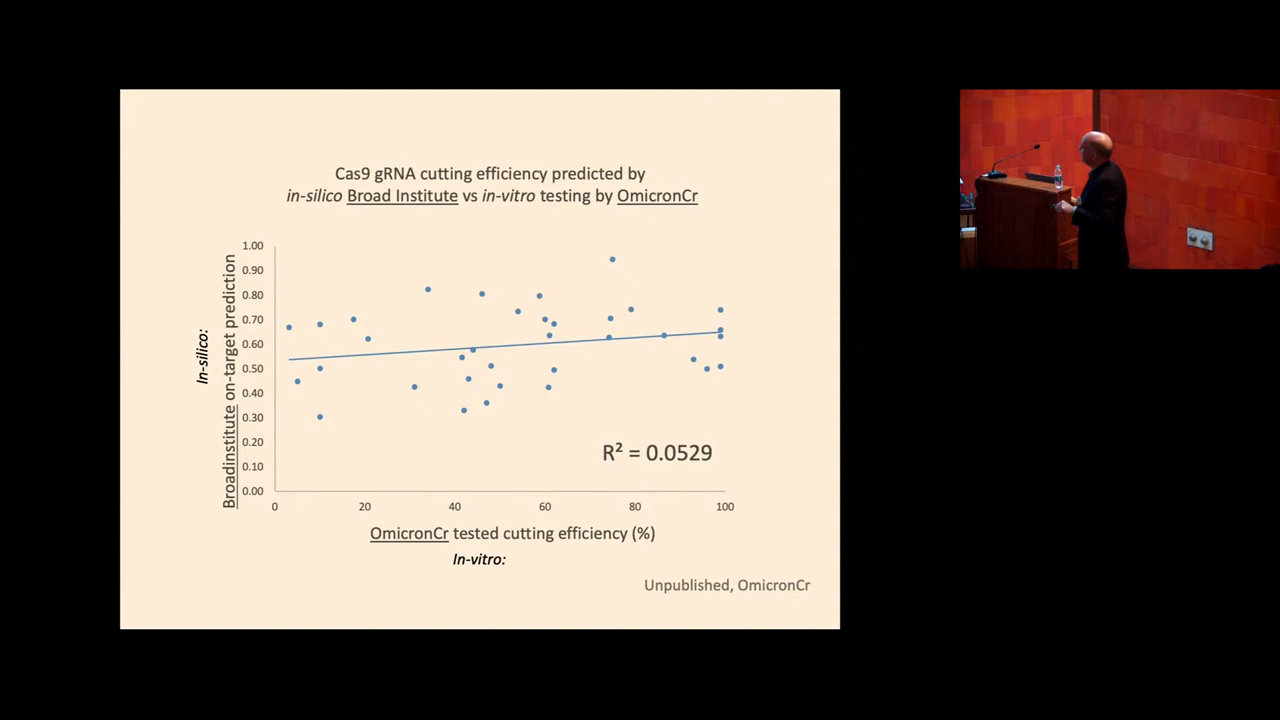 Cas9 gRNA cutting efficiency predicted by
in-silico Broad Institute vs in-vitro testing by OmicronCr
In-silico:
Broadinstitute on-target prediction
1.00
0.90
0.80
0.70
0.60
0.50
0.40
0.30
0.20
0.10
0.00
R² = 0.0529
0 20 40 60 80 100
OmicronCr tested cutting efficiency (%)
In-vitro:
Unpublished, OmicronCr